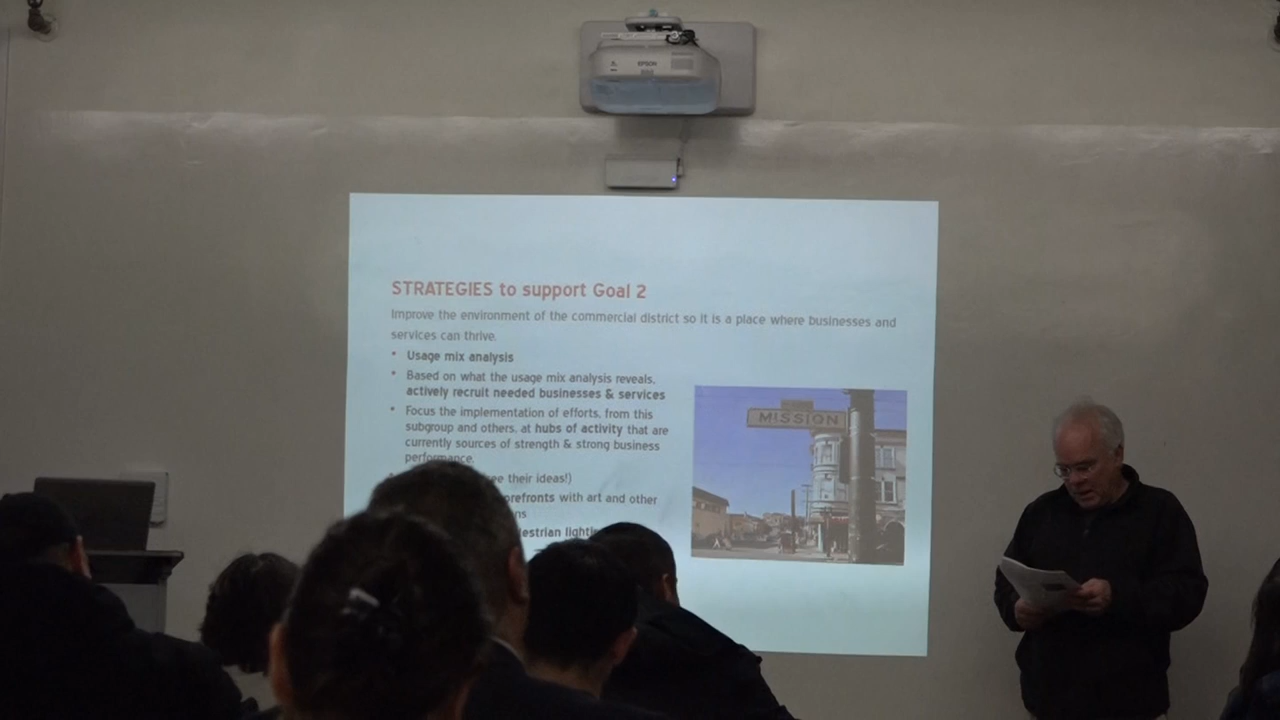 EPSON
STRATEGIES to support Goal 2
Improve the environment of the commercial district so it is a place where businesses and
services can thrive.
• Usage mix analysis
• Based on what the usage mix analysis reveals,
actively recruit needed businesses & services
• Focus the implementation of efforts, from this
subgroup and others, at hubs of activity that are
currently sources of strength & strong business
performance.
ee their ideas!)
orefronts with art and other
ns
estrian lighti
MISSION